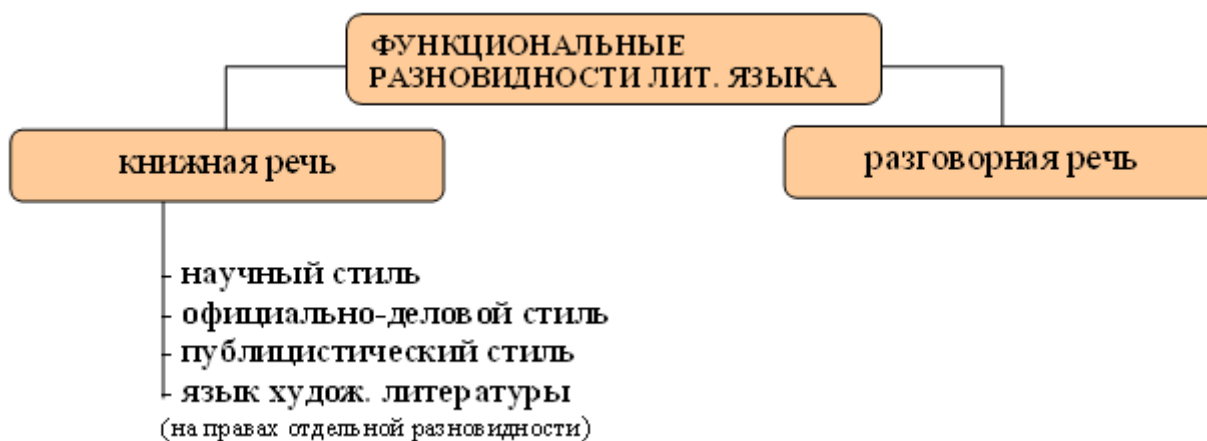 ФУНКЦИОНАЛЬНЫЕ
РАЗНОВИДНОСТИ ЛИТ. ЯЗЫКА
книжная речь
разговорная речь
- научный стиль
- официально-деловой стиль
- публицистический стиль
- язык худож. литературы
(на правах отдельной разновидности)